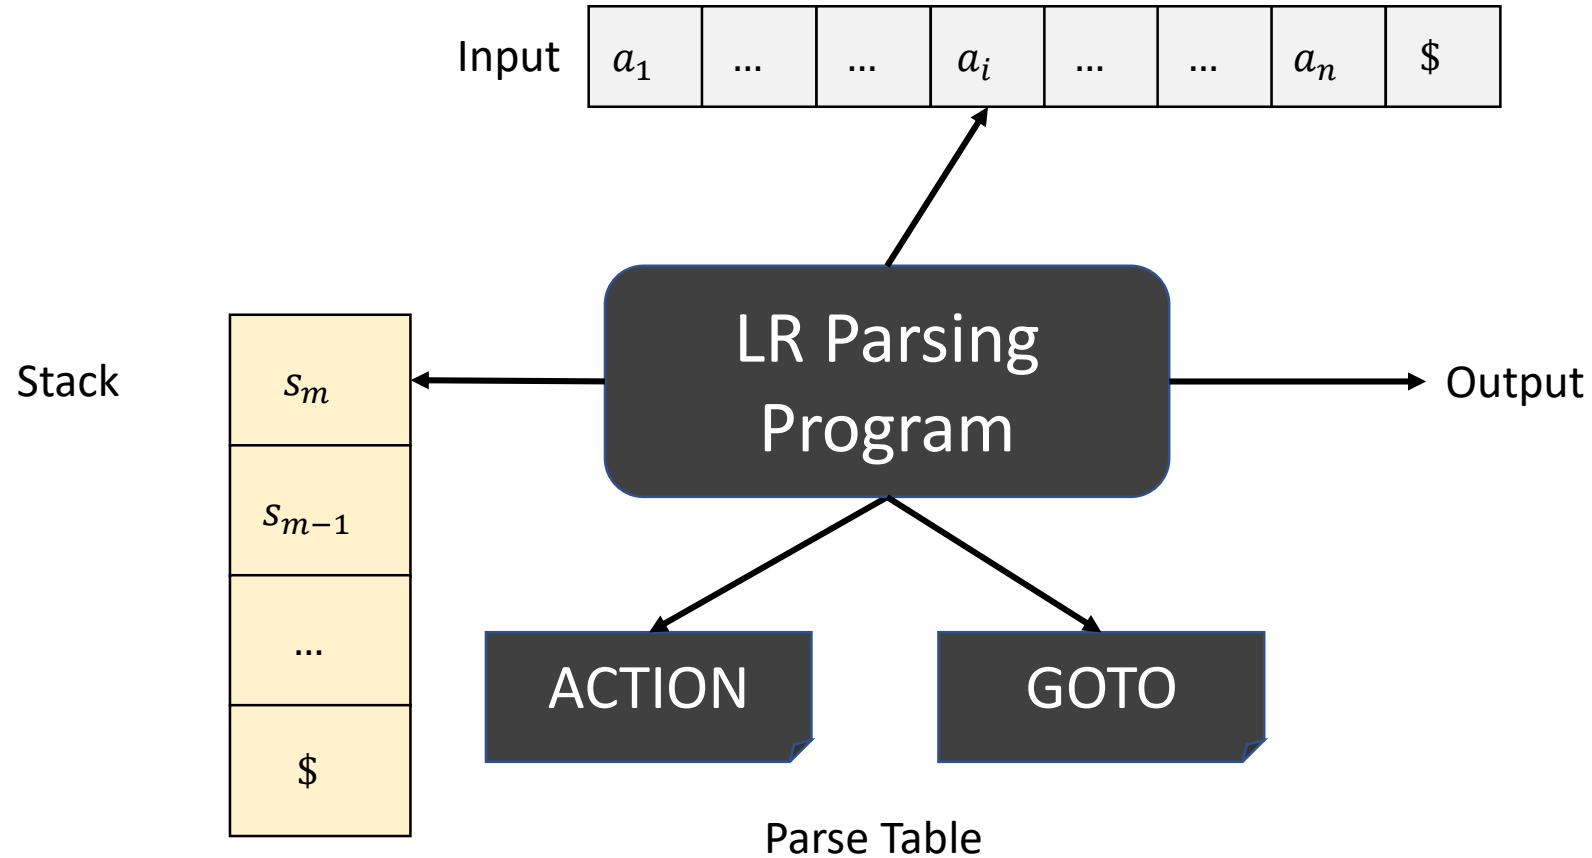 Input a₁ ... ... aᵢ ... ... aₙ $
LR Parsing
Program
Stack
Output
sₘ
sₘ₋₁
...
$
ACTION GOTO
Parse Table